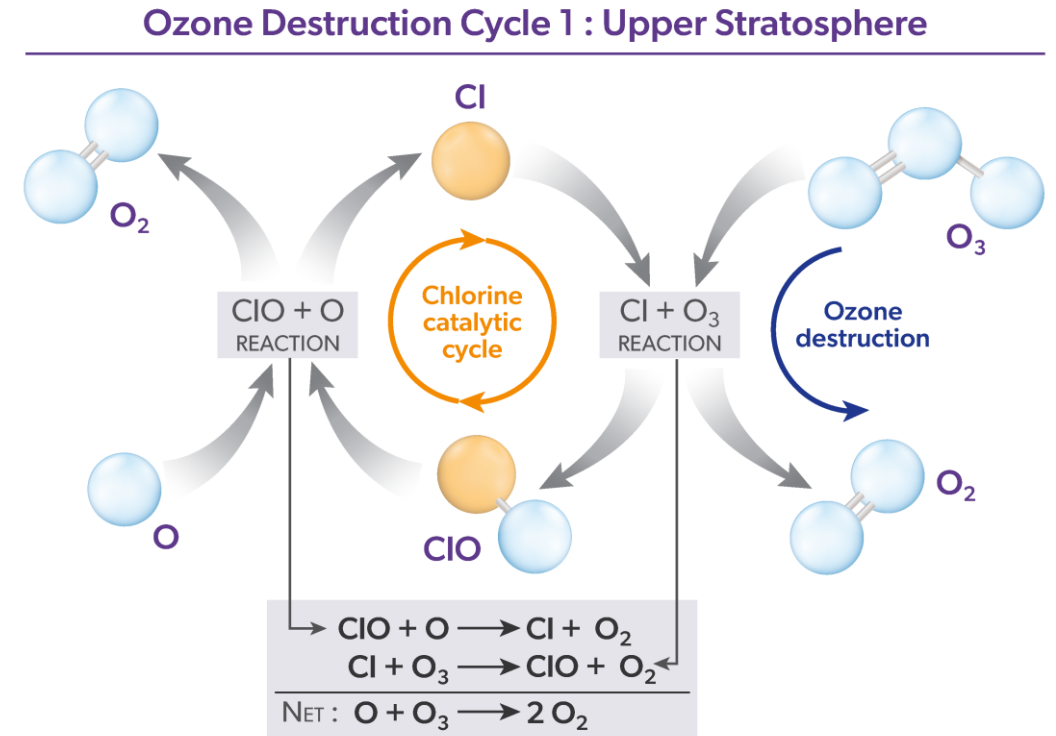 Ozone Destruction Cycle 1 : Upper Stratosphere
Cl
O₂
O₃
ClO + O
REACTION
Chlorine
catalytic
cycle
Cl + O₃
REACTION
Ozone
destruction
O
ClO
O₂
ClO + O ⟶ Cl + O₂
Cl + O₃ ⟶ ClO + O₂
NET : O + O₃ ⟶ 2 O₂